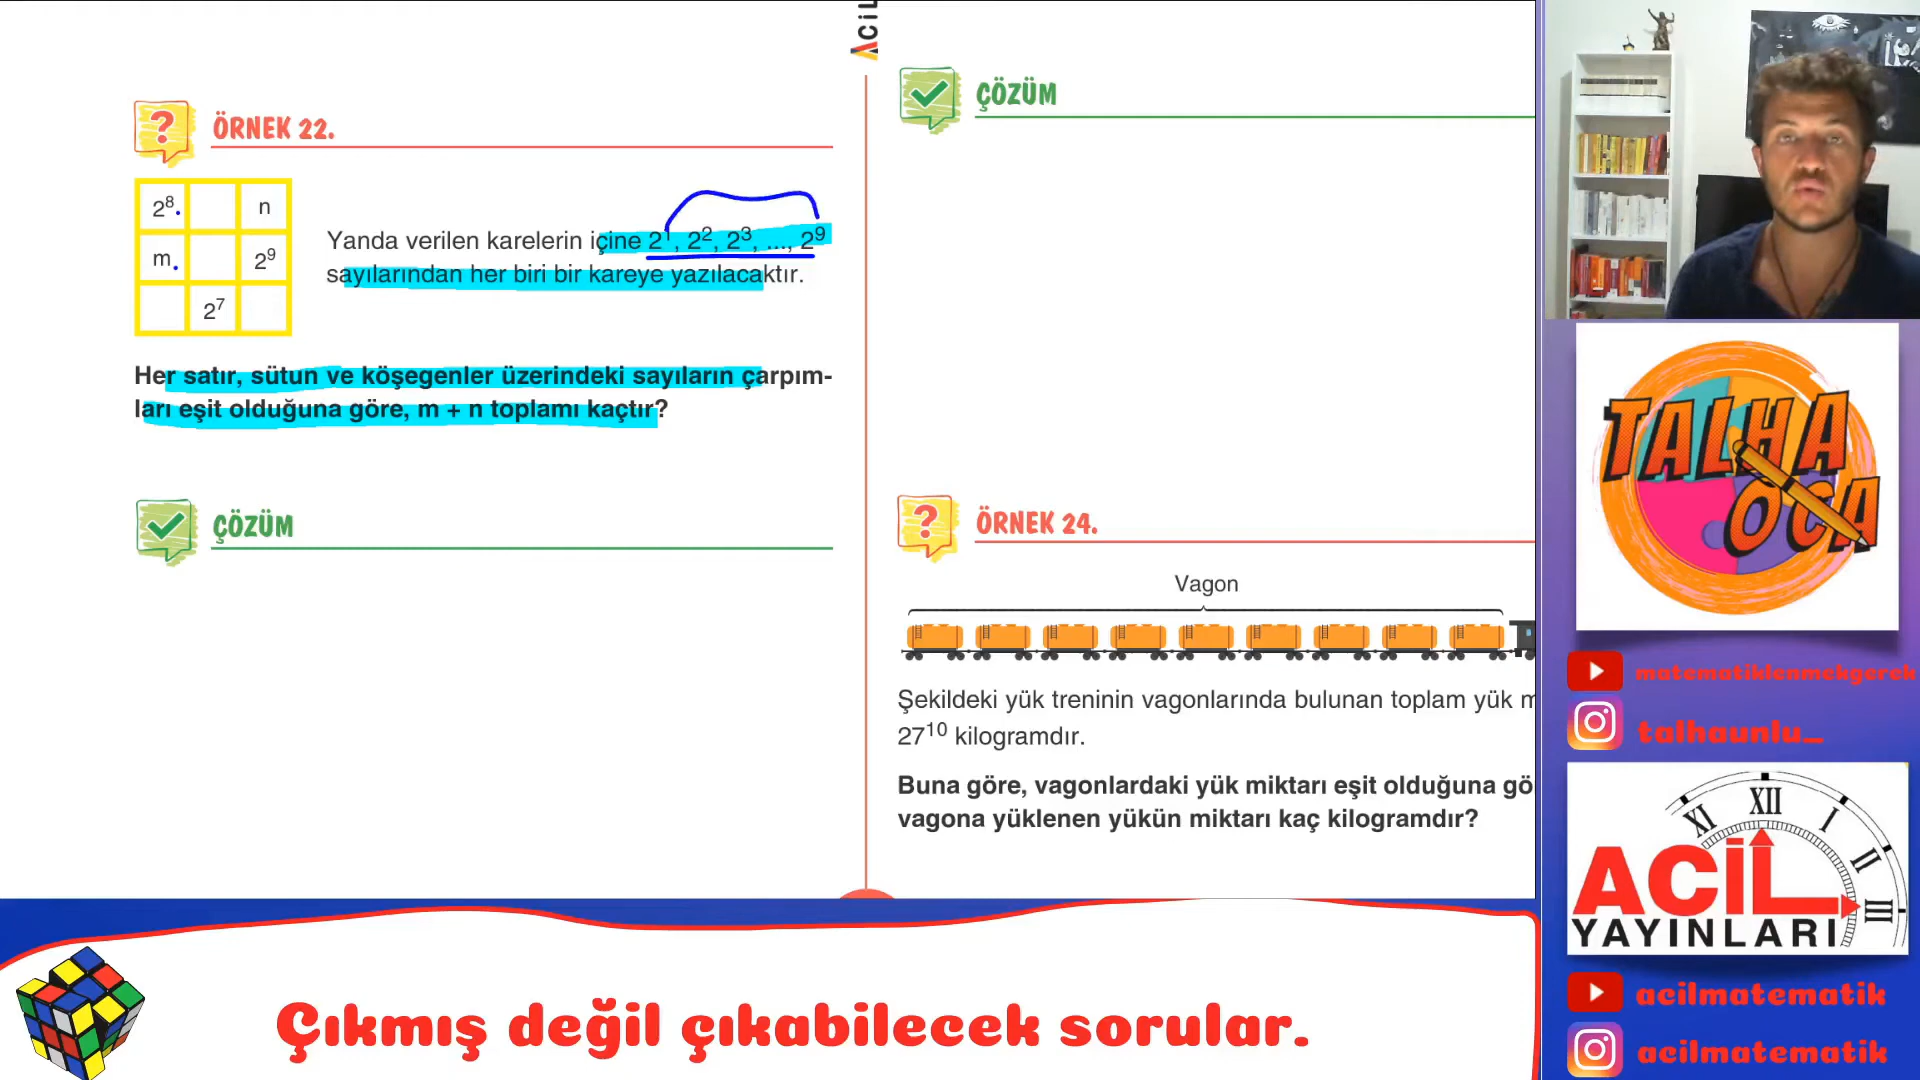 ACİL
ÖRNEK 22.
2⁸ n
m 2⁹
2⁷
Yanda verilen karelerin içine 2¹, 2², 2³, ..., 2⁹
sayılarından her biri bir kareye yazılacaktır.
Her satır, sütun ve köşegenler üzerindeki sayıların çarpım-
ları eşit olduğuna göre, m + n toplamı kaçtır?
ÇÖZÜM
ÇÖZÜM
ÖRNEK 24.
Vagon
Şekildeki yük treninin vagonlarında bulunan toplam yük m
27¹⁰ kilogramdır.
Buna göre, vagonlardaki yük miktarı eşit olduğuna gö
vagona yüklenen yükün miktarı kaç kilogramdır?
TALHA
OCA
matematiklenmekgerek
talhaunlu_
XI XII I II III
ACİL
YAYINLARI
acilmatematik
acilmatematik
Çıkmış değil çıkabilecek sorular.